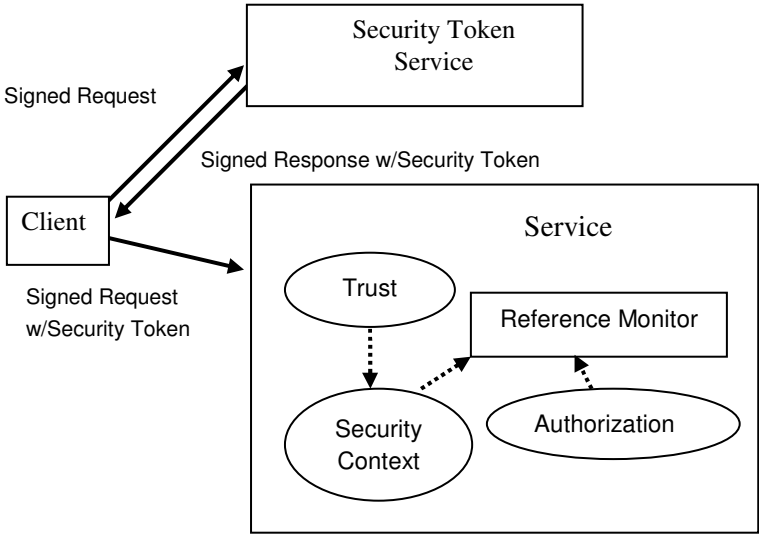 Security Token
Service
Signed Request
Signed Response w/Security Token
Client
Service
Signed Request
w/Security Token
Trust
Reference Monitor
Security
Context
Authorization